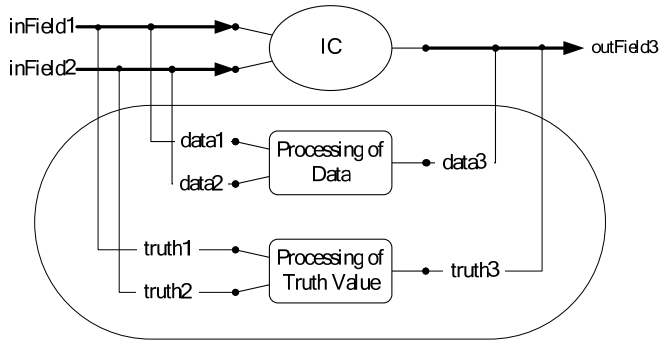 inField1
IC
outField3
inField2
data1
Processing of
Data
data3
data2
truth1
Processing of
Truth Value
truth3
truth2